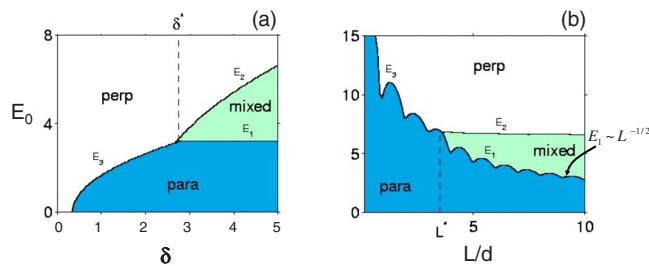 δ*
(a)
8
E₂
perp
mixed
E₀
4
E₁
E₃
para
0
0 1 2 3 4 5
δ
(b)
15
E₃
perp
10
E₂
E₁ ~ L⁻¹/²
E₁
5
mixed
para
0
L* 5 10
L/d